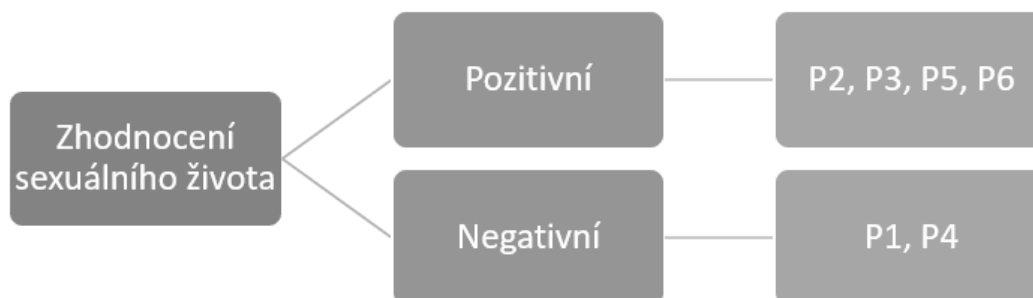 Zhodnocení
sexuálního života
Pozitivní
P2, P3, P5, P6
Negativní
P1, P4